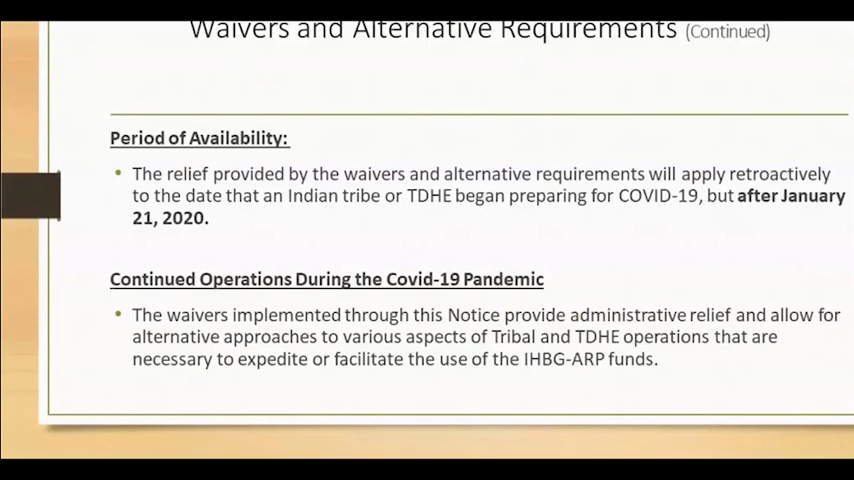 Waivers and Alternative Requirements (Continued)
Period of Availability:
• The relief provided by the waivers and alternative requirements will apply retroactively
to the date that an Indian tribe or TDHE began preparing for COVID-19, but after January
21, 2020.
Continued Operations During the Covid-19 Pandemic
• The waivers implemented through this Notice provide administrative relief and allow for
alternative approaches to various aspects of Tribal and TDHE operations that are
necessary to expedite or facilitate the use of the IHBG-ARP funds.